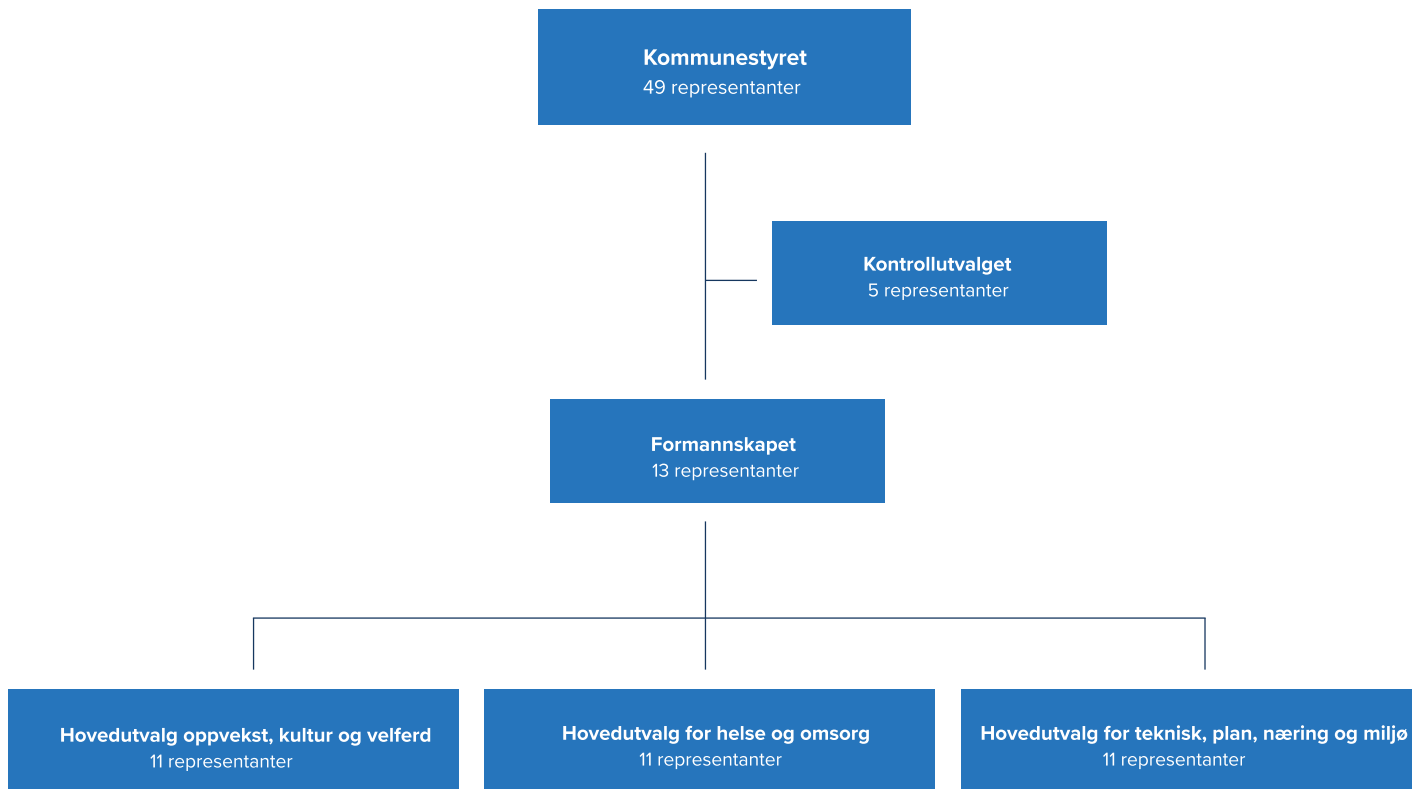 Kommunestyret
49 representanter
Kontrollutvalget
5 representanter
Formannskapet
13 representanter
Hovedutvalg oppvekst, kultur og velferd
11 representanter
Hovedutvalg for helse og omsorg
11 representanter
Hovedutvalg for teknisk, plan, næring og miljø
11 representanter